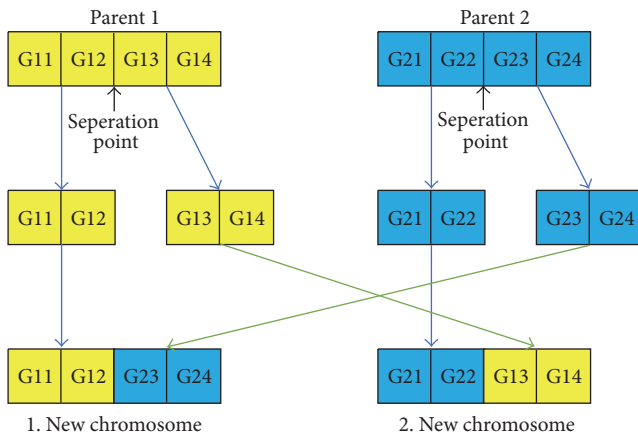 Parent 1
Parent 2
G11 G12 G13 G14
G21 G22 G23 G24
Seperation
point
Seperation
point
G11 G12
G13 G14
G21 G22
G23 G24
G11 G12 G23 G24
G21 G22 G13 G14
1. New chromosome
2. New chromosome